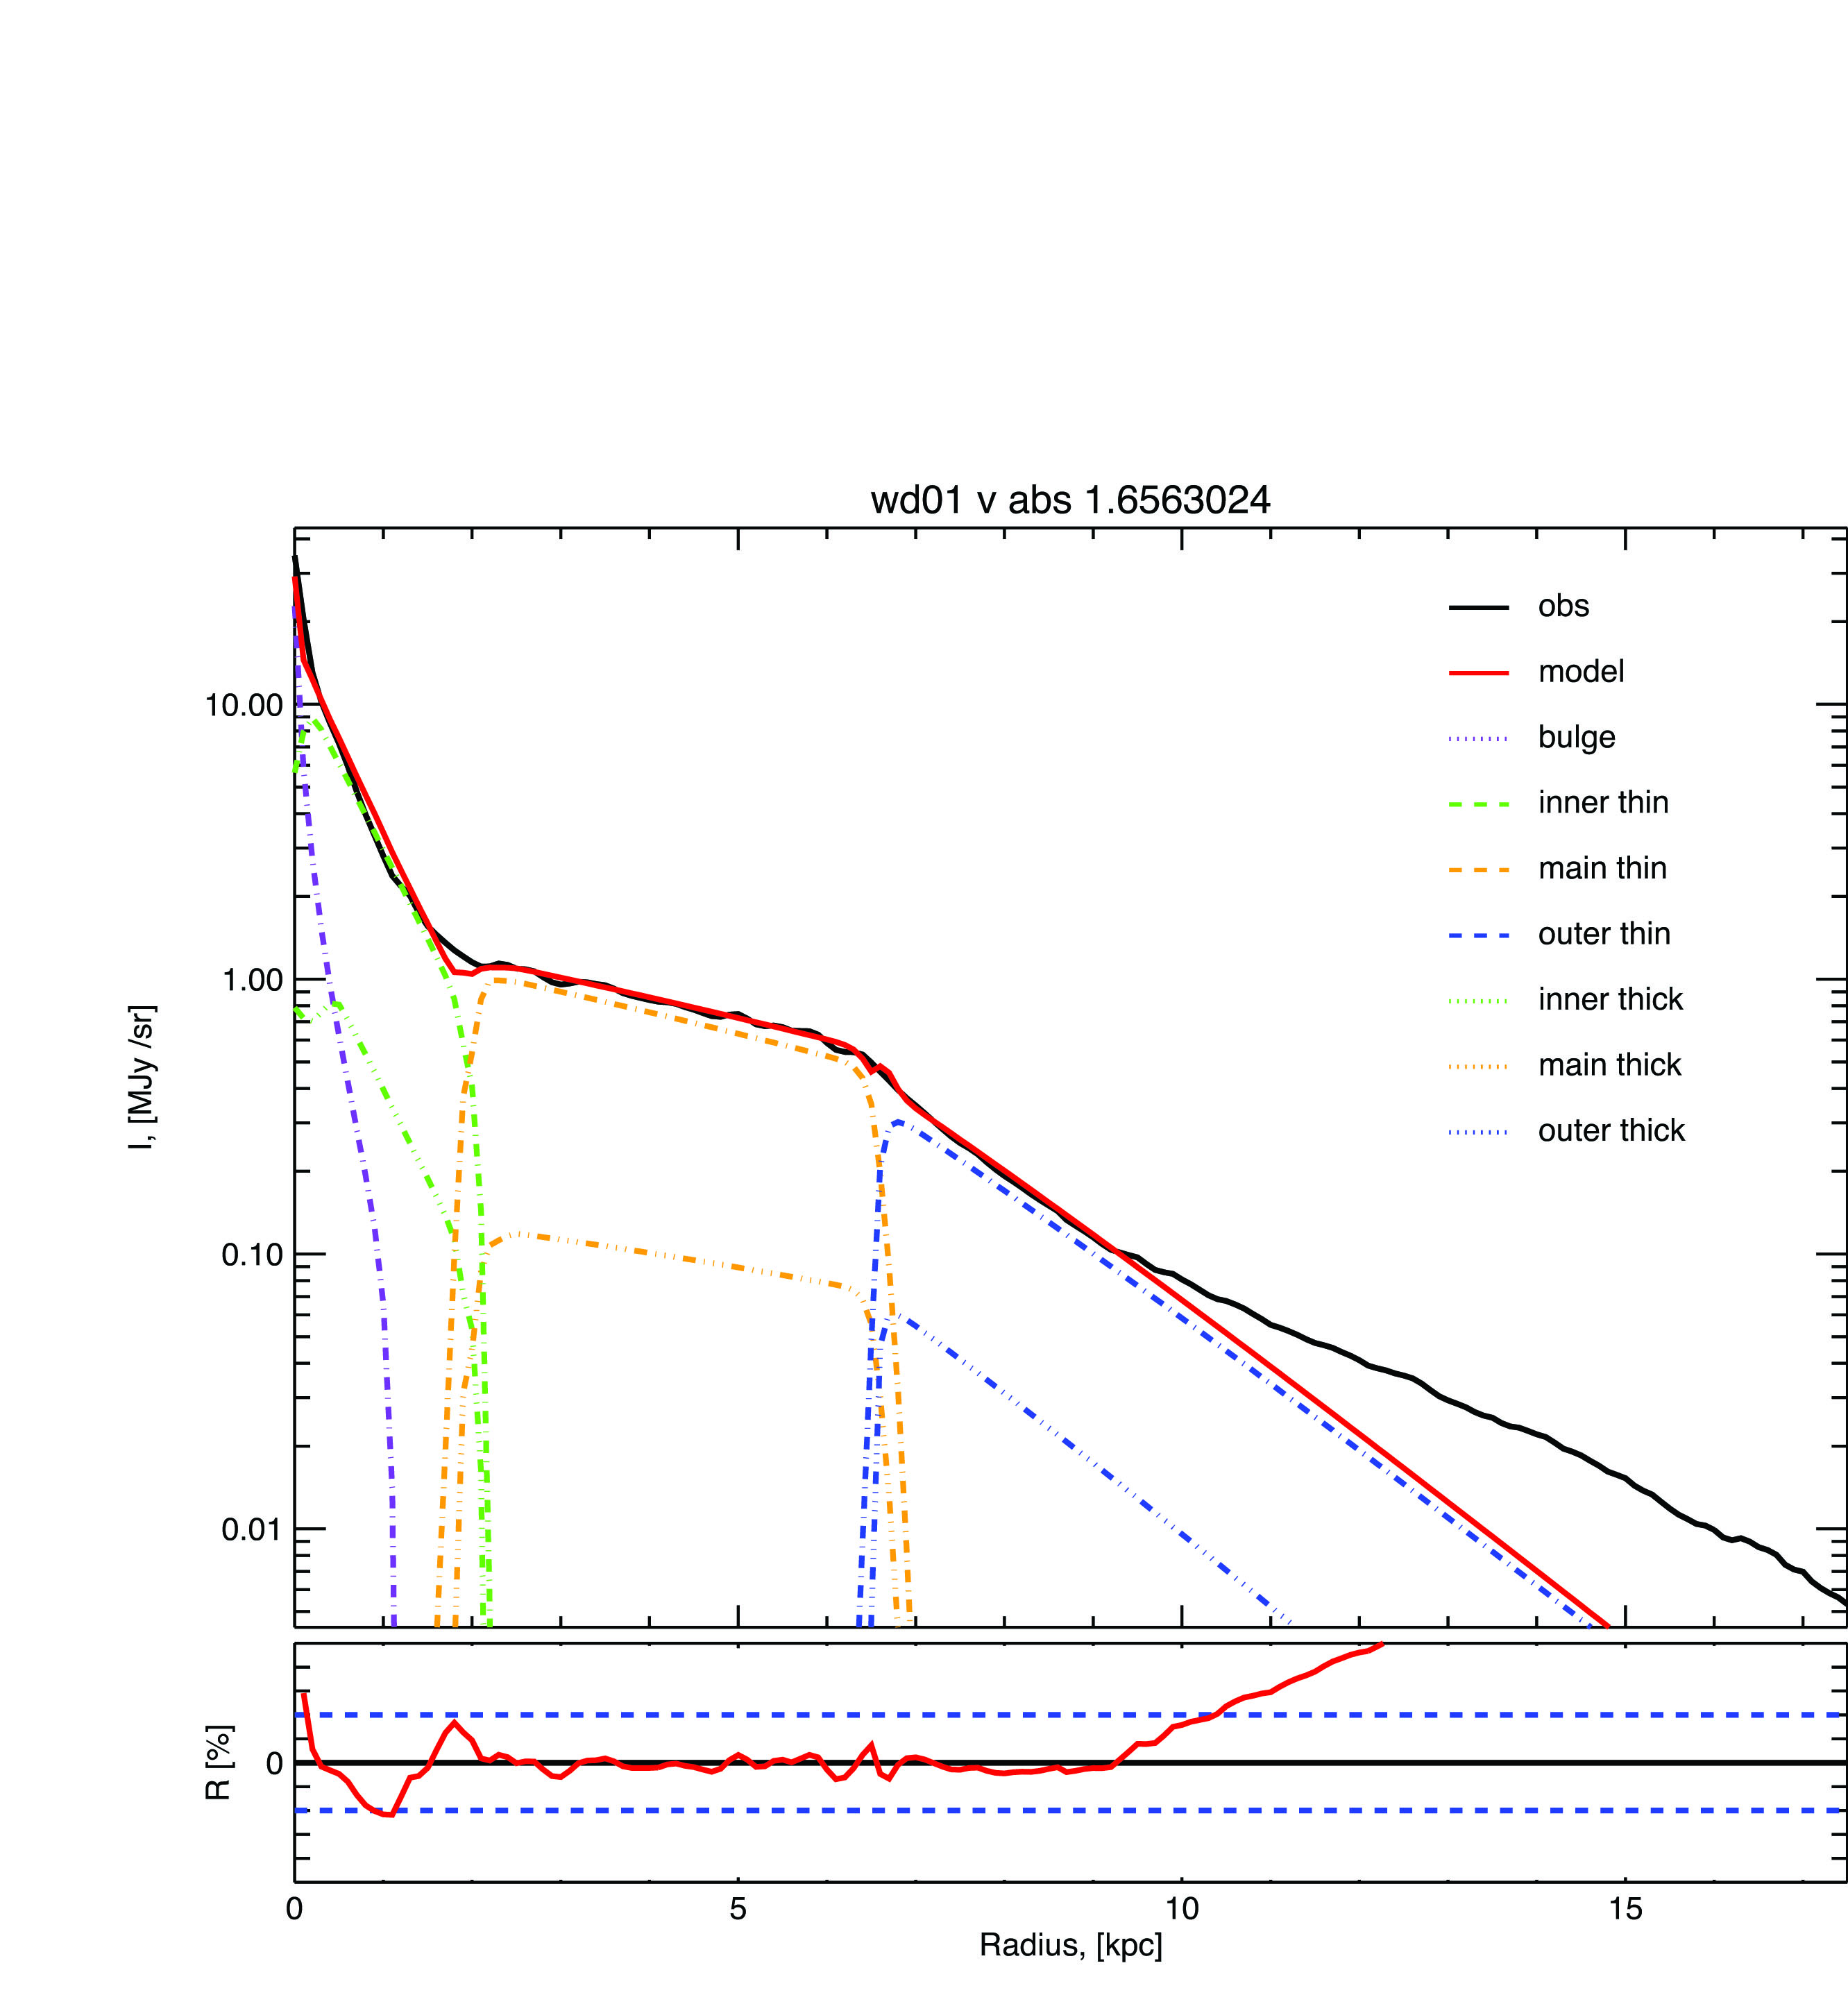 wd01 v abs 1.6563024
obs
model
bulge
inner thin
main thin
outer thin
inner thick
main thick
outer thick
I, [MJy /sr]
10.00
1.00
0.10
0.01
R [%]
0
0 5 10 15
Radius, [kpc]